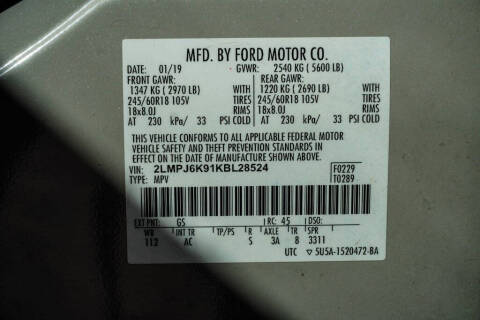 MFD. BY FORD MOTOR CO.
DATE: 01/19 GVWR: 2540 KG ( 5600 LB)
FRONT GAWR: REAR GAWR:
1347 KG ( 2970 LB) WITH 1220 KG ( 2690 LB) WITH
245/60R18 105V TIRES 245/60R18 105V TIRES
18x8.0J RIMS 18x8.0J RIMS
AT 230 kPa/ 33 PSI COLD AT 230 kPa/ 33 PSI COLD
THIS VEHICLE CONFORMS TO ALL APPLICABLE FEDERAL MOTOR
VEHICLE SAFETY AND THEFT PREVENTION STANDARDS IN
EFFECT ON THE DATE OF MANUFACTURE SHOWN ABOVE.
VIN: 2LMPJ6K91KBL28524 F0229
TYPE: MPV T0289
EXT PNT: GS RC: 45 DSO:
WB INT TR TP/PS R AXLE TR SPR
112 AC S 3A 8 3311
UTC 5U5A-1520472-BA